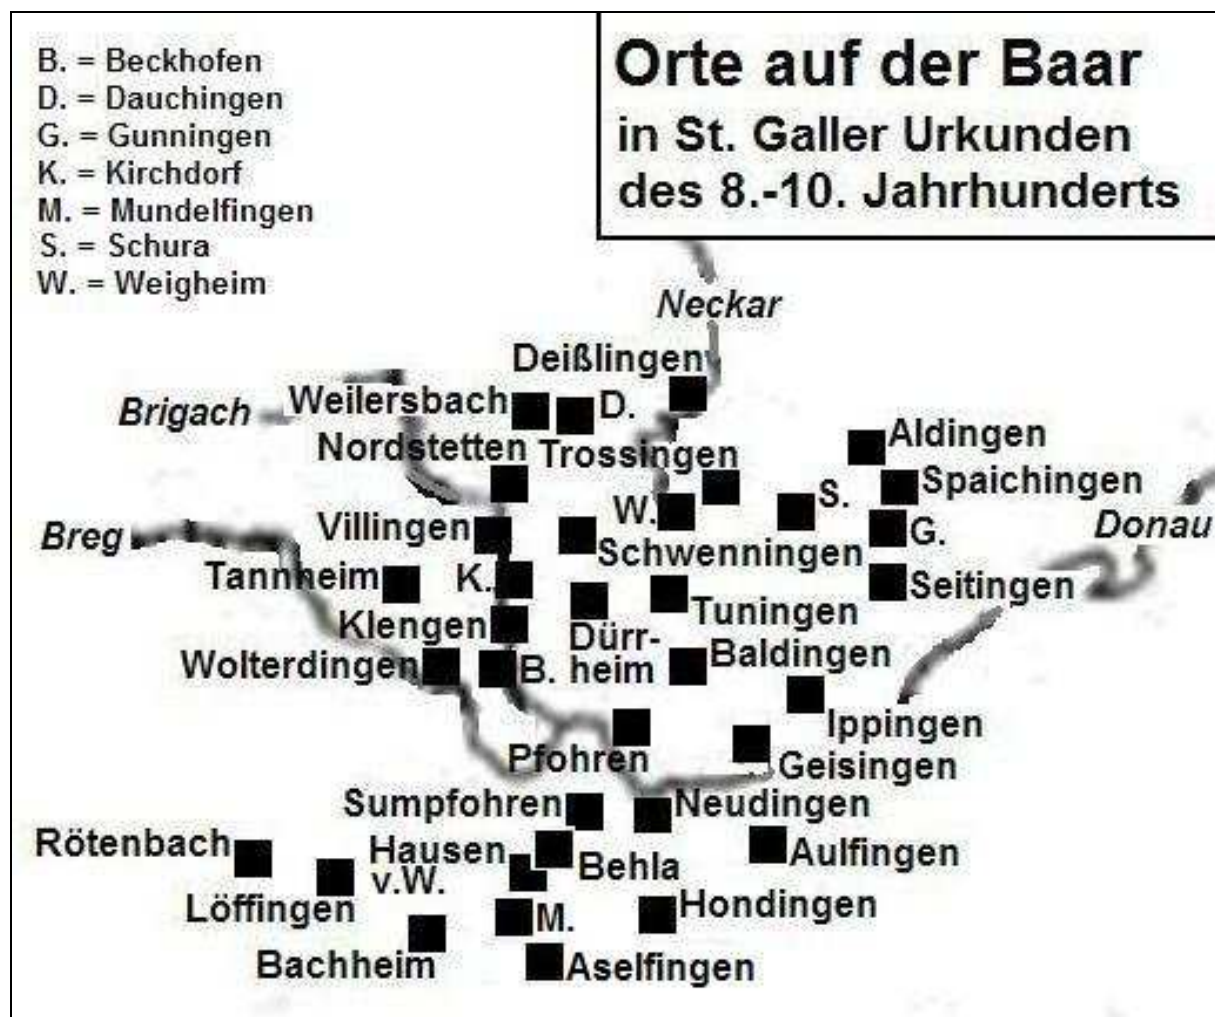 B. = Beckhofen
D. = Dauchingen
G. = Gunningen
K. = Kirchdorf
M. = Mundelfingen
S. = Schura
W. = Weigheim
Orte auf der Baar
in St. Galler Urkunden
des 8.-10. Jahrhunderts
Neckar
Deißlingen
Brigach
Weilersbach
D.
Nordstetten
Trossingen
Aldingen
Spaichingen
S.
W.
Breg
Villingen
Schwenningen
G.
Donau
Tannheim
K.
Seitingen
Tuningen
Klengen
Dürr-
heim
Wolterdingen
B.
Baldingen
Ippingen
Pfohren
Geisingen
Sumpfohren
Neudingen
Rötenbach
Hausen
v.W.
Behla
Aulfingen
Löffingen
M.
Hondingen
Bachheim
Aselfingen